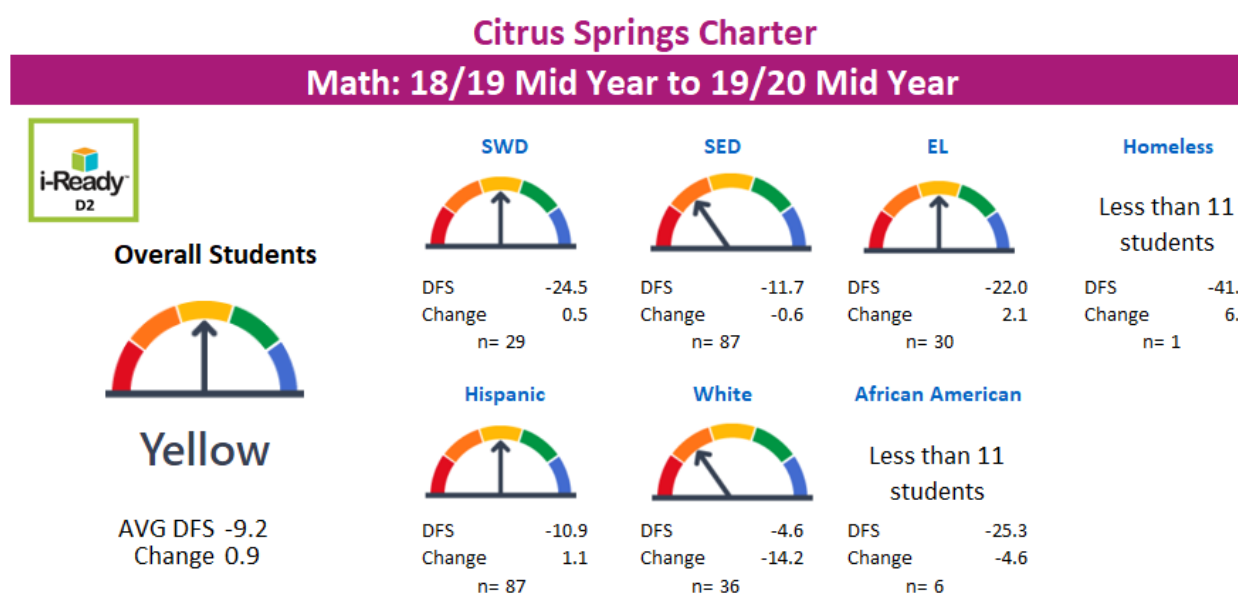 Citrus Springs Charter
Math: 18/19 Mid Year to 19/20 Mid Year
i-Ready
D2
Overall Students
Yellow
AVG DFS -9.2
Change 0.9
SWD
DFS -24.5
Change 0.5
n= 29
SED
DFS -11.7
Change -0.6
n= 87
EL
DFS -22.0
Change 2.1
n= 30
Homeless
Less than 11
students
DFS -41.
Change 6.
n= 1
Hispanic
DFS -10.9
Change 1.1
n= 87
White
DFS -4.6
Change -14.2
n= 36
African American
Less than 11
students
DFS -25.3
Change -4.6
n= 6